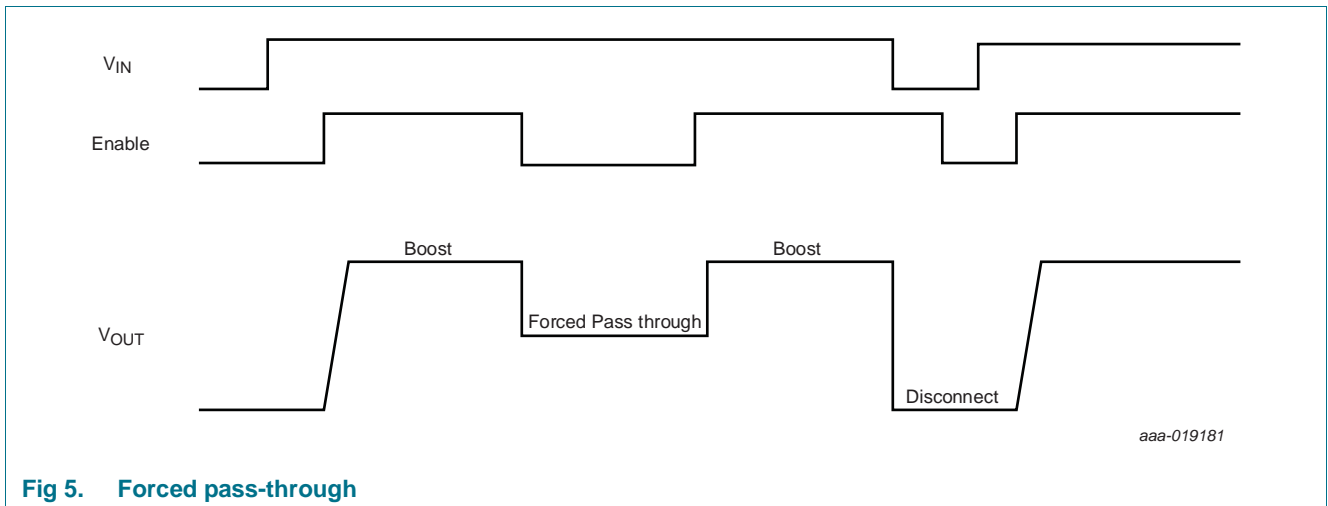 VIN
Enable
Boost
Boost
Forced Pass through
VOUT
Disconnect
aaa-019181
Fig 5. Forced pass-through